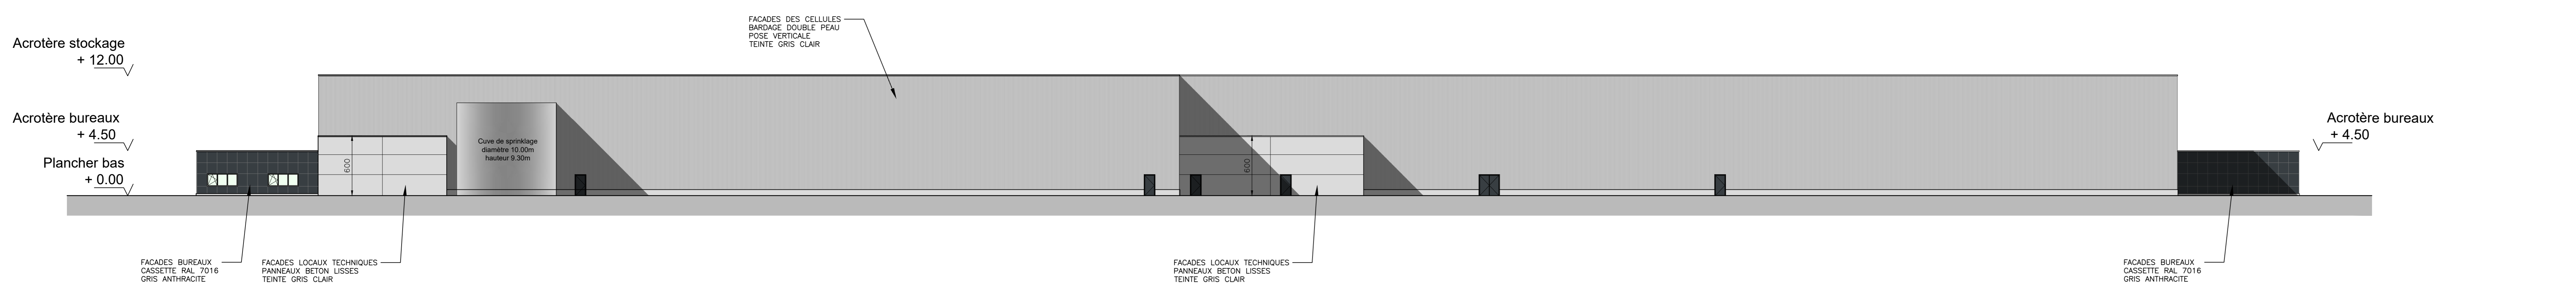 FACADES DES CELLULES
BARDAGE DOUBLE PEAU
POSE VERTICALE
TEINTE GRIS CLAIR
Acrotère stockage
+ 12.00
Acrotère bureaux
+ 4.50
Plancher bas
+ 0.00
600
Cuve de sprinklage
diamètre 10.00m
hauteur 9.30m
600
Acrotère bureaux
+ 4.50
FACADES BUREAUX
CASSETTE RAL 7016
GRIS ANTHRACITE
FACADES LOCAUX TECHNIQUES
PANNEAUX BETON LISSES
TEINTE GRIS CLAIR
FACADES LOCAUX TECHNIQUES
PANNEAUX BETON LISSES
TEINTE GRIS CLAIR
FACADES BUREAUX
CASSETTE RAL 7016
GRIS ANTHRACITE